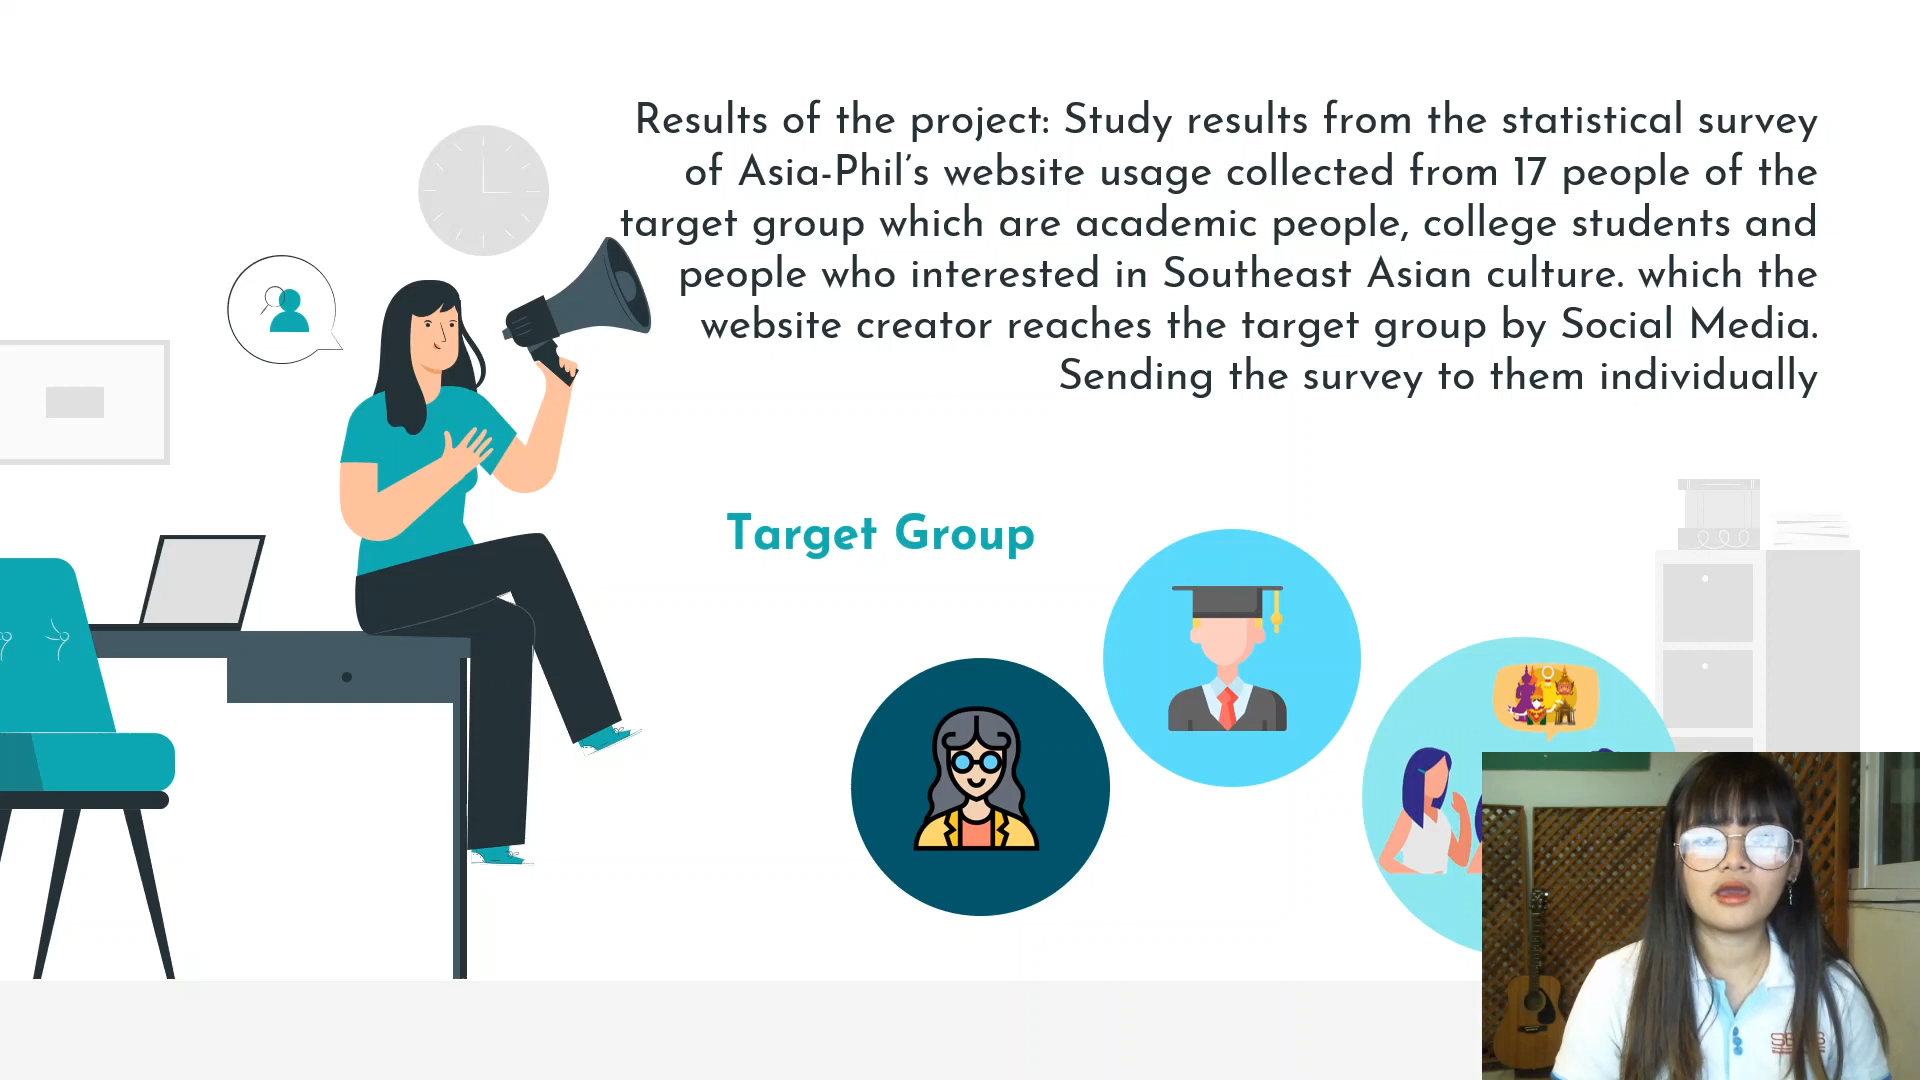 Results of the project: Study results from the statistical survey
of Asia-Phil’s website usage collected from 17 people of the
target group which are academic people, college students and
people who interested in Southeast Asian culture. which the
website creator reaches the target group by Social Media.
Sending the survey to them individually
Target Group